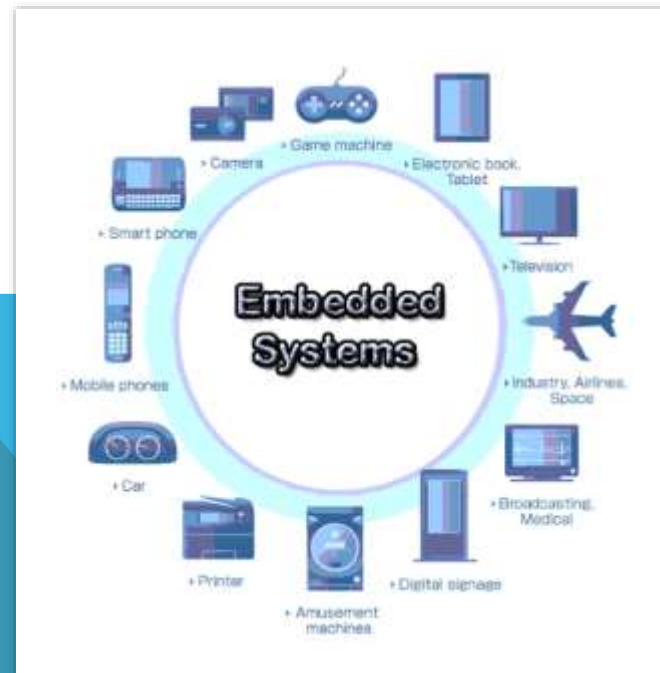 Embedded
Systems
Game machine
Electronic book,
Tablet
Television
Industry, Airlines,
Space
Broadcasting,
Medical
Digital signage
Amusement
machines
Printer
Car
Mobile phones
Smart phone
Camera